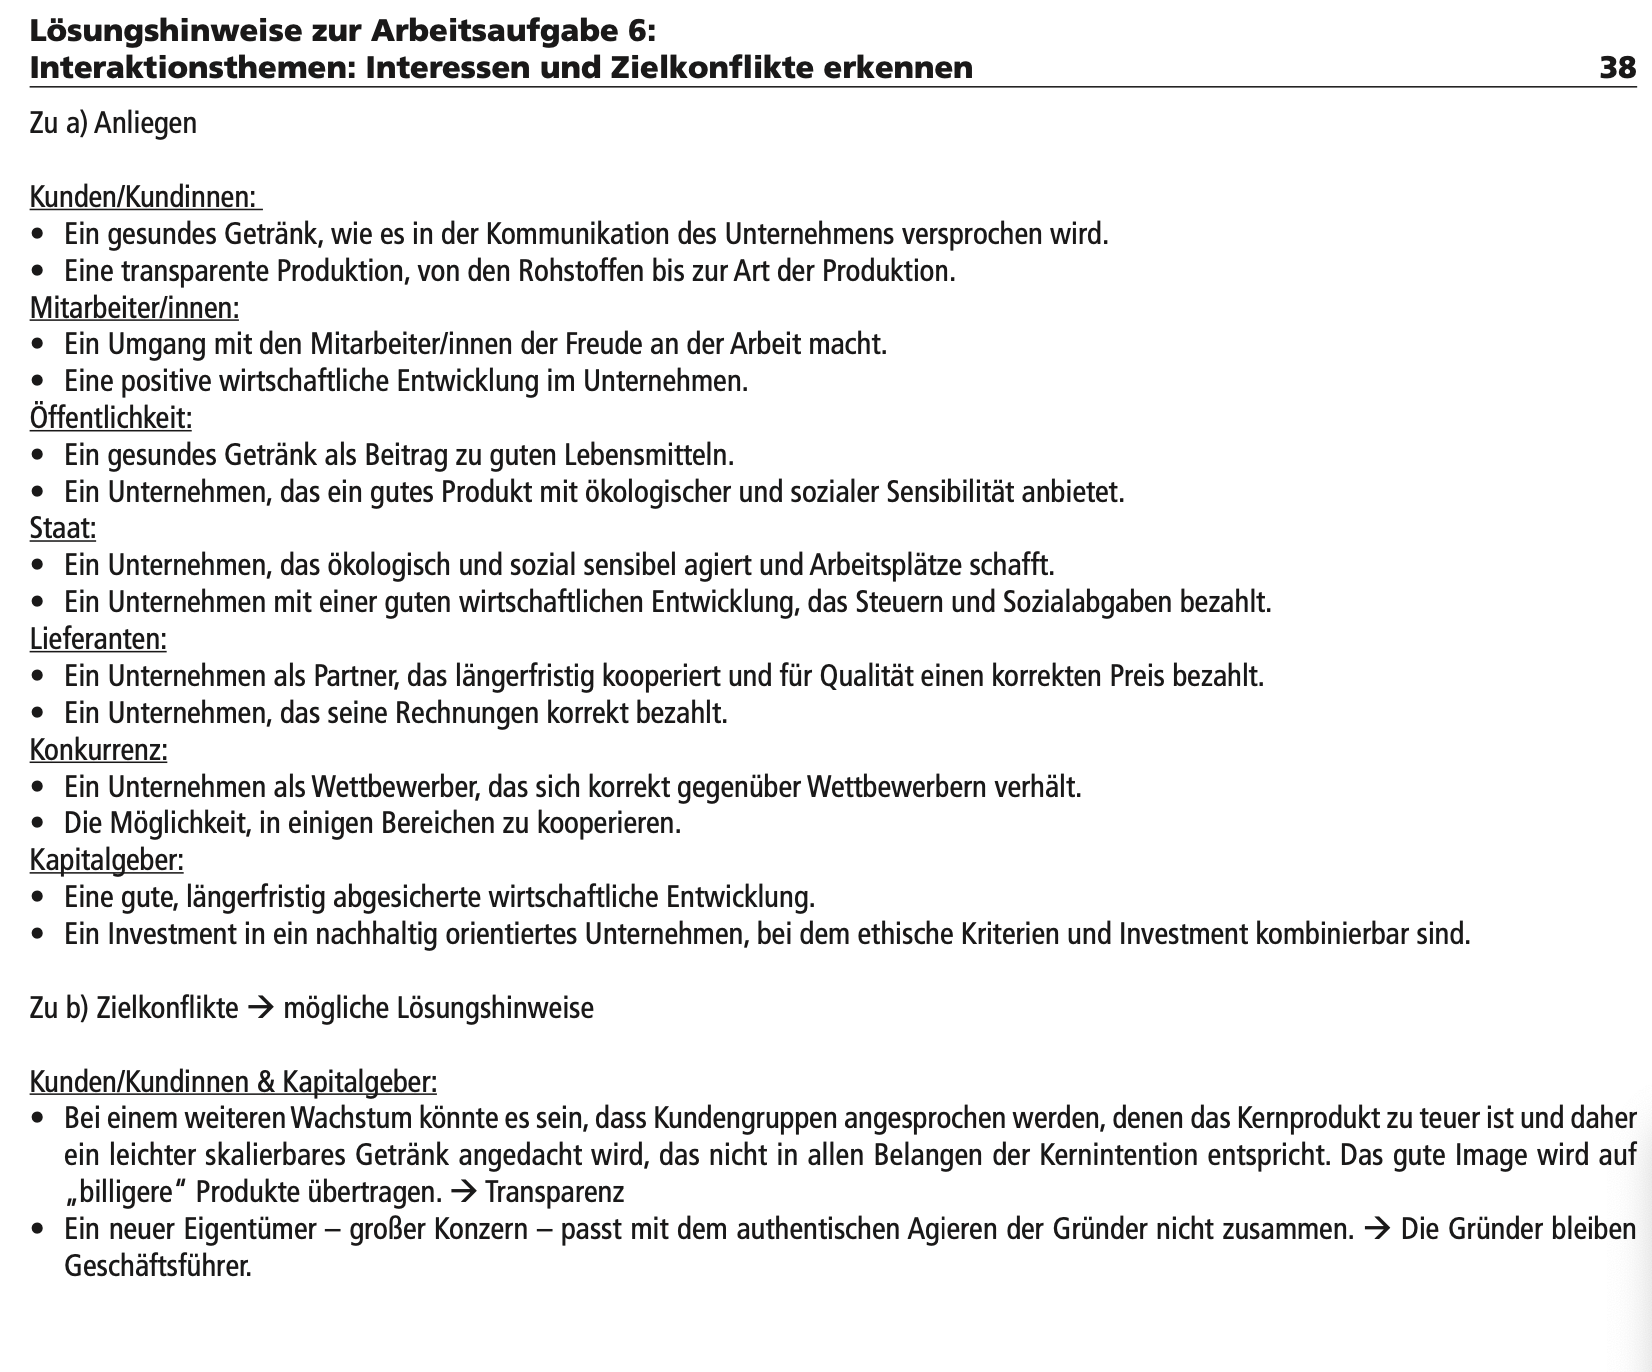 Lösungshinweise zur Arbeitsaufgabe 6:
Interaktionsthemen: Interessen und Zielkonflikte erkennen 38
Zu a) Anliegen
Kunden/Kundinnen:
• Ein gesundes Getränk, wie es in der Kommunikation des Unternehmens versprochen wird.
• Eine transparente Produktion, von den Rohstoffen bis zur Art der Produktion.
Mitarbeiter/innen:
• Ein Umgang mit den Mitarbeiter/innen der Freude an der Arbeit macht.
• Eine positive wirtschaftliche Entwicklung im Unternehmen.
Öffentlichkeit:
• Ein gesundes Getränk als Beitrag zu guten Lebensmitteln.
• Ein Unternehmen, das ein gutes Produkt mit ökologischer und sozialer Sensibilität anbietet.
Staat:
• Ein Unternehmen, das ökologisch und sozial sensibel agiert und Arbeitsplätze schafft.
• Ein Unternehmen mit einer guten wirtschaftlichen Entwicklung, das Steuern und Sozialabgaben bezahlt.
Lieferanten:
• Ein Unternehmen als Partner, das längerfristig kooperiert und für Qualität einen korrekten Preis bezahlt.
• Ein Unternehmen, das seine Rechnungen korrekt bezahlt.
Konkurrenz:
• Ein Unternehmen als Wettbewerber, das sich korrekt gegenüber Wettbewerbern verhält.
• Die Möglichkeit, in einigen Bereichen zu kooperieren.
Kapitalgeber:
• Eine gute, längerfristig abgesicherte wirtschaftliche Entwicklung.
• Ein Investment in ein nachhaltig orientiertes Unternehmen, bei dem ethische Kriterien und Investment kombinierbar sind.
Zu b) Zielkonflikte → mögliche Lösungshinweise
Kunden/Kundinnen & Kapitalgeber:
• Bei einem weiteren Wachstum könnte es sein, dass Kundengruppen angesprochen werden, denen das Kernprodukt zu teuer ist und daher
ein leichter skalierbares Getränk angedacht wird, das nicht in allen Belangen der Kernintention entspricht. Das gute Image wird auf
„billigere“ Produkte übertragen. → Transparenz
• Ein neuer Eigentümer – großer Konzern – passt mit dem authentischen Agieren der Gründer nicht zusammen. → Die Gründer bleiben
Geschäftsführer.